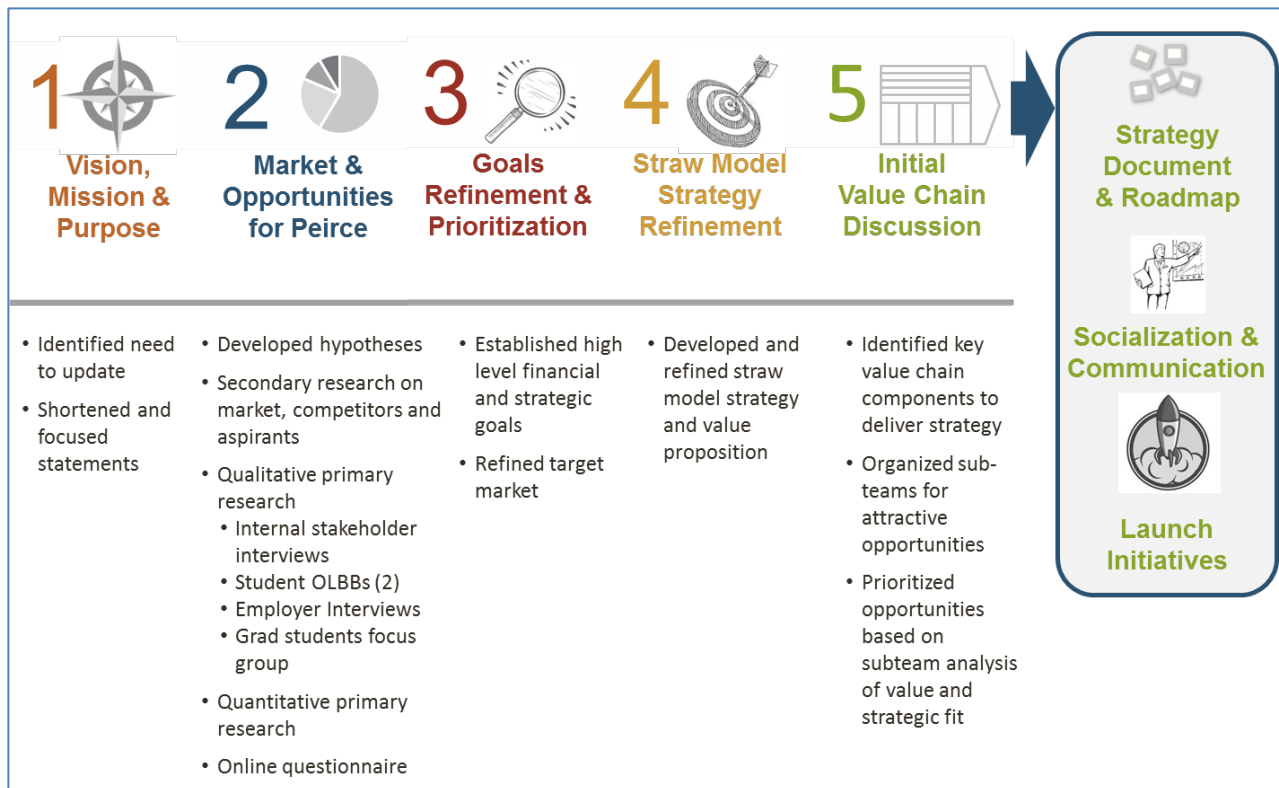 1
Vision,
Mission &
Purpose
2
Market &
Opportunities
for Peirce
3
Goals
Refinement &
Prioritization
4
Straw Model
Strategy
Refinement
5
Initial
Value Chain
Discussion
• Identified need
to update
• Shortened and
focused
statements
• Developed hypotheses
• Secondary research on
market, competitors and
aspirants
• Qualitative primary
research
• Internal stakeholder
interviews
• Student OLBBs (2)
• Employer Interviews
• Grad students focus
group
• Quantitative primary
research
• Online questionnaire
• Established high
level financial
and strategic
goals
• Refined target
market
• Developed and
refined straw
model strategy
and value
proposition
• Identified key
value chain
components to
deliver strategy
• Organized sub-
teams for
attractive
opportunities
• Prioritized
opportunities
based on
subteam analysis
of value and
strategic fit
Strategy
Document
& Roadmap
Socialization &
Communication
Launch
Initiatives